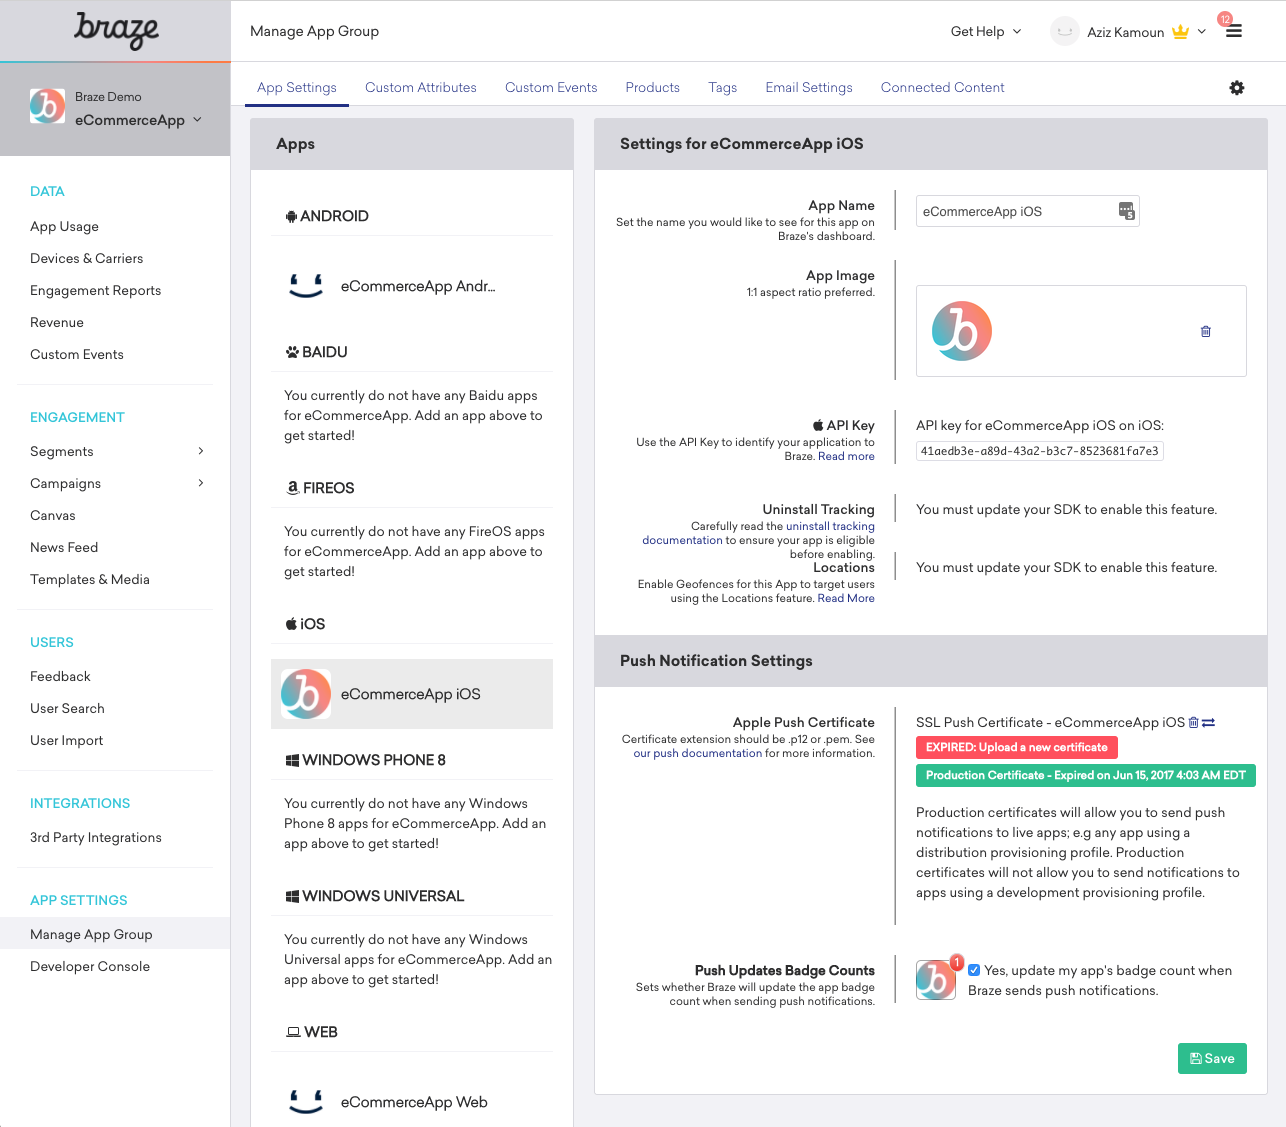 braze
Manage App Group
Get Help
Aziz Kamoun
12
Braze Demo
eCommerceApp
App Settings
Custom Attributes
Custom Events
Products
Tags
Email Settings
Connected Content
DATA
App Usage
Devices & Carriers
Engagement Reports
Revenue
Custom Events
ENGAGEMENT
Segments
Campaigns
Canvas
News Feed
Templates & Media
USERS
Feedback
User Search
User Import
INTEGRATIONS
3rd Party Integrations
APP SETTINGS
Manage App Group
Developer Console
Apps
ANDROID
eCommerceApp Andr...
BAIDU
You currently do not have any Baidu apps
for eCommerceApp. Add an app above to
get started!
FIREOS
You currently do not have any FireOS apps
for eCommerceApp. Add an app above to
get started!
iOS
eCommerceApp iOS
WINDOWS PHONE 8
You currently do not have any Windows
Phone 8 apps for eCommerceApp. Add an
app above to get started!
WINDOWS UNIVERSAL
You currently do not have any Windows
Universal apps for eCommerceApp. Add an
app above to get started!
WEB
eCommerceApp Web
Settings for eCommerceApp iOS
App Name
Set the name you would like to see for this app on
Braze's dashboard.
eCommerceApp iOS
5
App Image
1:1 aspect ratio preferred.
API Key
Use the API Key to identify your application to
Braze. Read more
API key for eCommerceApp iOS on iOS:
41aedb3e-a89d-43a2-b3c7-8523681fa7e3
Uninstall Tracking
Carefully read the uninstall tracking
documentation to ensure your app is eligible
before enabling.
You must update your SDK to enable this feature.
Locations
Enable Geofences for this App to target users
using the Locations feature. Read More
You must update your SDK to enable this feature.
Push Notification Settings
Apple Push Certificate
Certificate extension should be .p12 or .pem. See
our push documentation for more information.
SSL Push Certificate - eCommerceApp iOS
EXPIRED: Upload a new certificate
Production Certificate - Expired on Jun 15, 2017 4:03 AM EDT
Production certificates will allow you to send push
notifications to live apps; e.g any app using a
distribution provisioning profile. Production
certificates will not allow you to send notifications to
apps using a development provisioning profile.
Push Updates Badge Counts
Sets whether Braze will update the app badge
count when sending push notifications.
1
Yes, update my app's badge count when
Braze sends push notifications.
Save